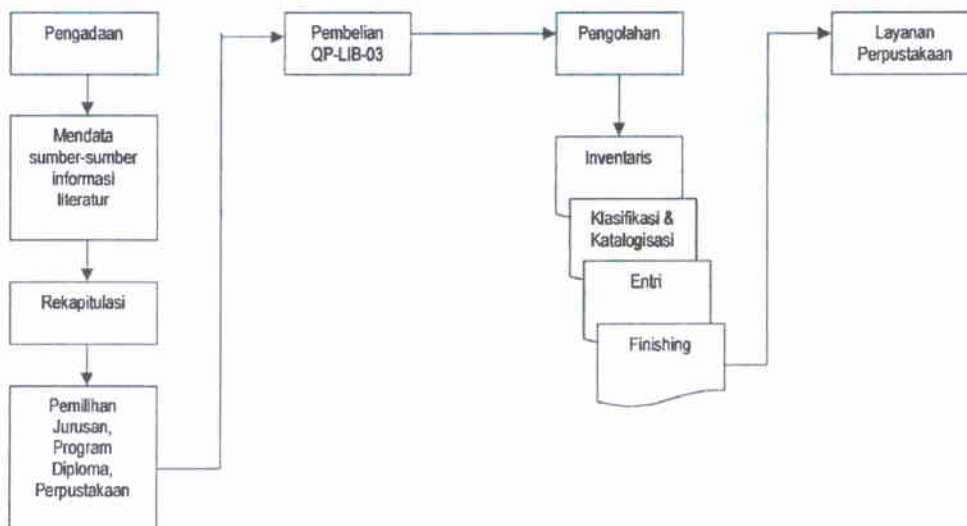 Pengadaan
Mendata
sumber-sumber
informasi
literatur
Rekapitulasi
Pemilihan
Jurusan,
Program
Diploma,
Perpustakaan
Pembelian
QP-LIB-03
Pengolahan
Inventaris
Klasifikasi &
Katalogisasi
Entri
Finishing
Layanan
Perpustakaan